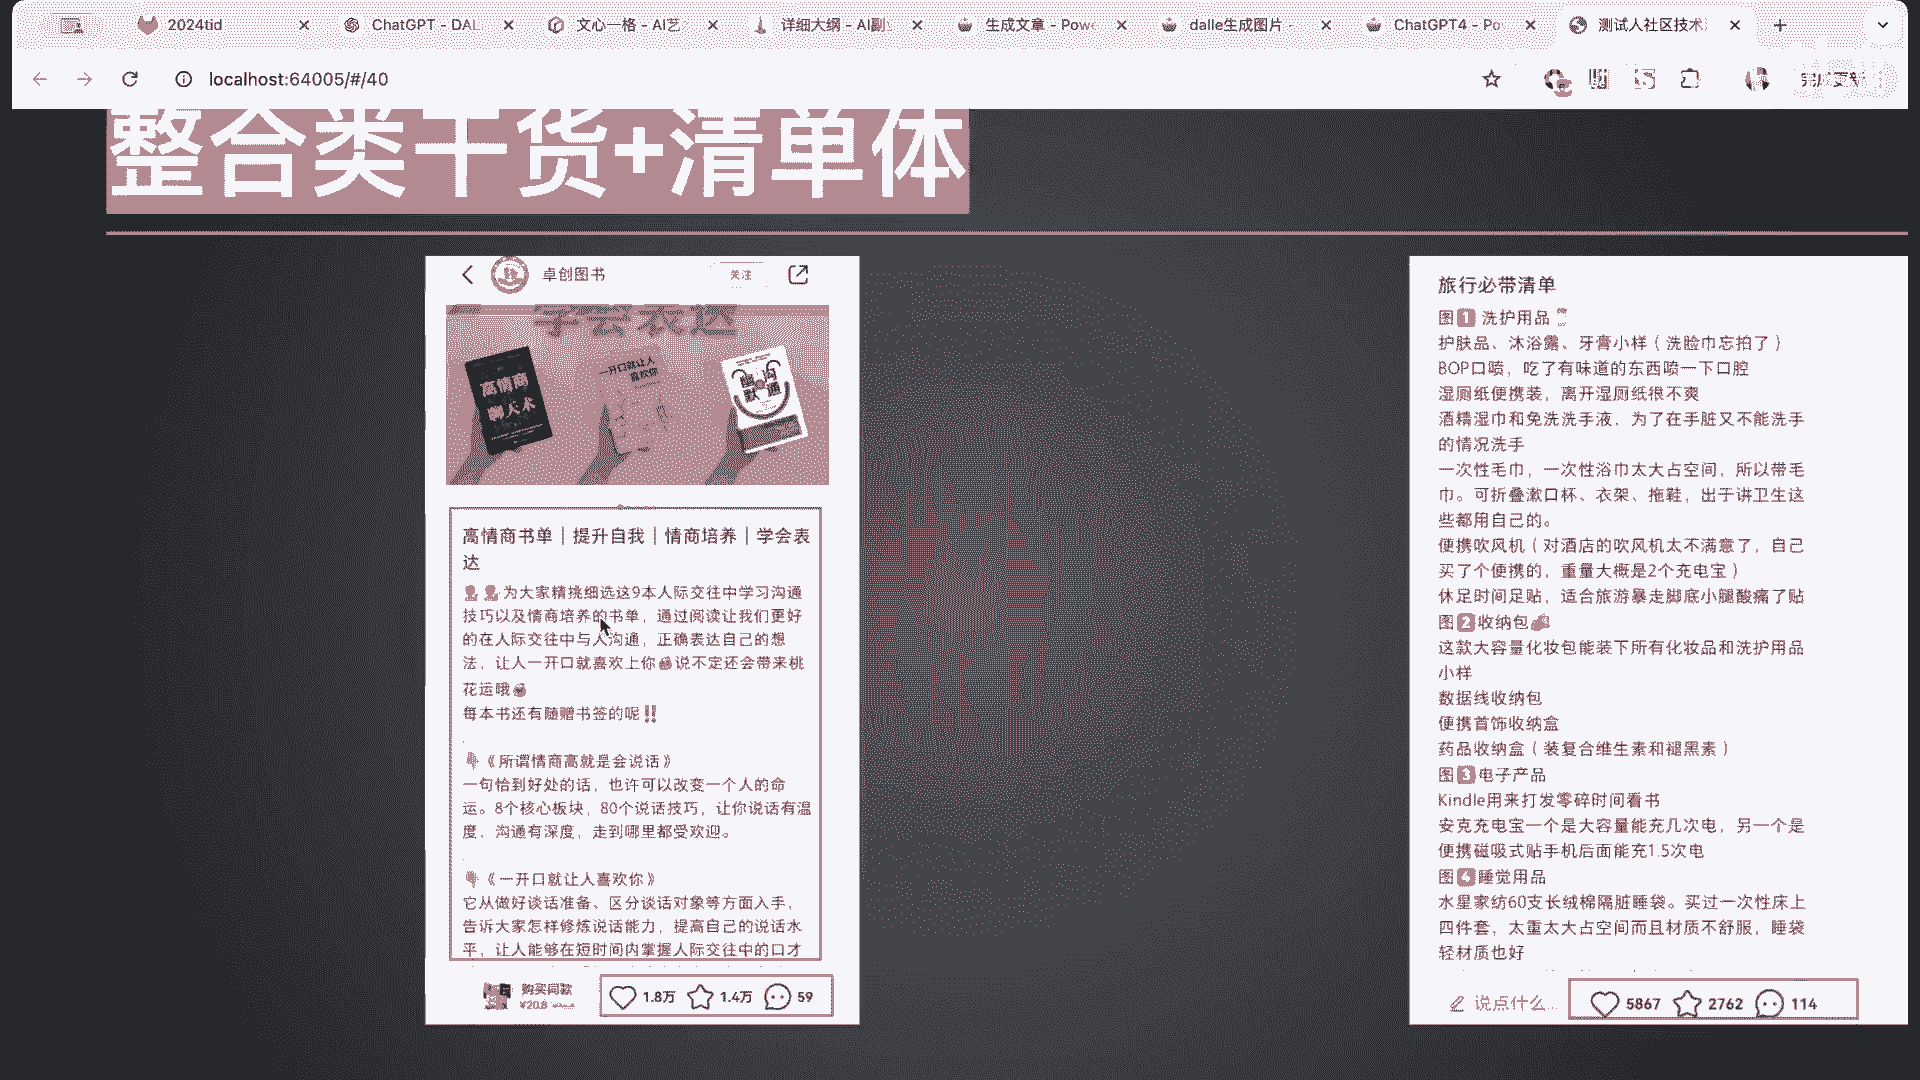 2024tid
ChatGPT - DAL
文心一格 - AI艺
详细大纲 - AI副
生成文章 - Powe
dalle生成图片 -
ChatGPT4 - Po
测试人社区技术
localhost:64005/#/40
整合类干货+清单体
卓创图书
关注
学会表达
高情商
聊天术
一开口就让人
喜欢你
幽默
沟通
高情商书单｜提升自我｜情商培养｜学会表
达
为大家精挑细选这9本人际交往中学习沟通
技巧以及情商培养的书单，通过阅读让我们更好
的在人际交往中与人沟通，正确表达自己的想
法，让人一开口就喜欢上你说不定还会带来桃
花运哦
每本书还有随赠书签的呢!!
.
《所谓情商高就是会说话》
一句恰到好处的话，也许可以改变一个人的命
运。8个核心板块，80个说话技巧，让你说话有温
度，沟通有深度，走到哪里都受欢迎。
.
《一开口就让人喜欢你》
它从做好谈话准备、区分谈话对象等方面入手，
告诉大家怎样修炼说话能力，提高自己的说话水
平，让人能够在短时间内掌握人际交往中的口才
购买同款
¥20.8
1.8万 1.4万 59
旅行必带清单
图1 洗护用品
护肤品、沐浴露、牙膏小样（洗脸巾忘拍了）
BOP口喷，吃了有味道的东西喷一下口腔
湿厕纸便携装，离开湿厕纸很不爽
酒精湿巾和免洗洗手液，为了在手脏又不能洗手
的情况洗手
一次性毛巾，一次性浴巾太大占空间，所以带毛
巾。可折叠漱口杯、衣架、拖鞋，出于讲卫生这
些都用自己的。
便携吹风机（对酒店的吹风机太不满意了，自己
买了个便携的，重量大概是2个充电宝）
休足时间足贴，适合旅游暴走脚底小腿酸痛了贴
图2收纳包
这款大容量化妆包能装下所有化妆品和洗护用品
小样
数据线收纳包
便携首饰收纳盒
药品收纳盒（装复合维生素和褪黑素）
图3电子产品
Kindle用来打发零碎时间看书
安克充电宝一个是大容量能充几次电，另一个是
便携磁吸式贴手机后面能充1.5次电
图4睡觉用品
水星家纺60支长绒棉隔脏睡袋。买过一次性床上
四件套，太重太大占空间而且材质不舒服，睡袋
轻材质也好
说点什么...
5867 2762 114